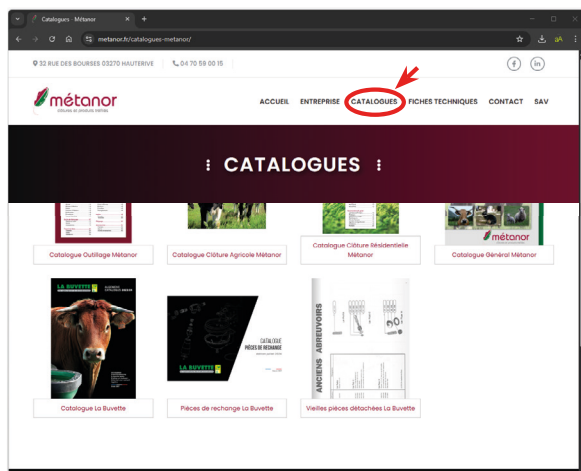 Catalogues - Métanor
metanor.fr/catalogues-metanor/
32 RUE DES BOURSES 03270 HAUTERIVE
04 70 59 00 15
métanor
ACCUEIL ENTREPRISE CATALOGUES FICHES TECHNIQUES CONTACT SAV
CATALOGUES
métanor
Catalogue Outillage Métanor
Catalogue Clôture Agricole Métanor
Catalogue Clôture Résidentielle
Métanor
Catalogue Général Métanor
LA BUVETTE
CATALOGUE
PIÈCES DE RECHANGE
LA BUVETTE
ANCIENS ABREUVOIRS
Catalogue La Buvette
Pièces de rechange La Buvette
Vieilles pièces détachées La Buvette